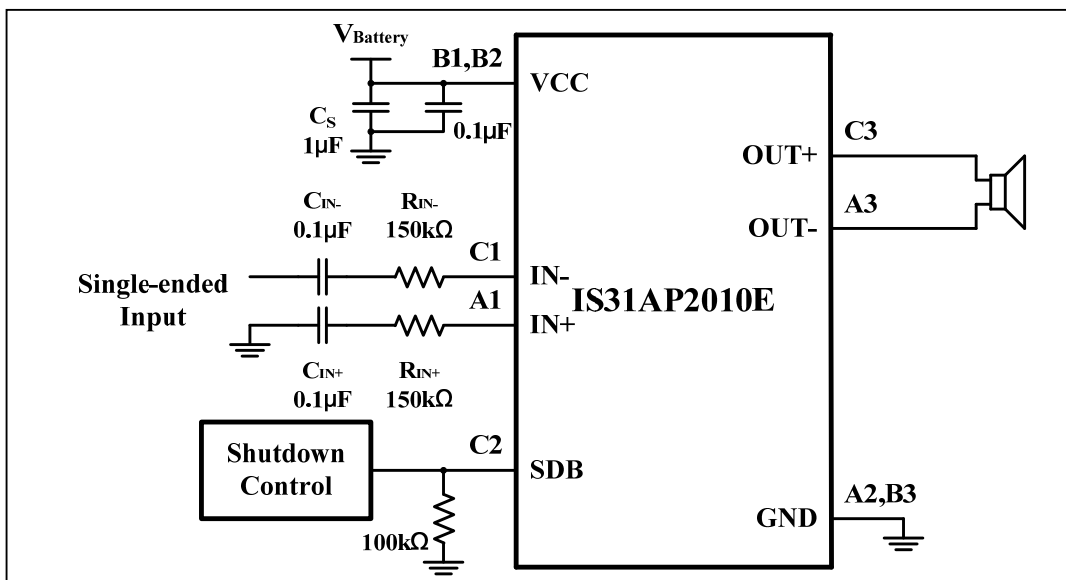 VBattery
B1,B2
VCC
CS
1μF
0.1μF
C3
OUT+
A3
OUT-
CIN-
0.1μF
RIN-
150kΩ
C1
IN-
Single-ended
Input
A1
IN+
IS31AP2010E
CIN+
0.1μF
RIN+
150kΩ
Shutdown
Control
C2
SDB
100kΩ
A2,B3
GND